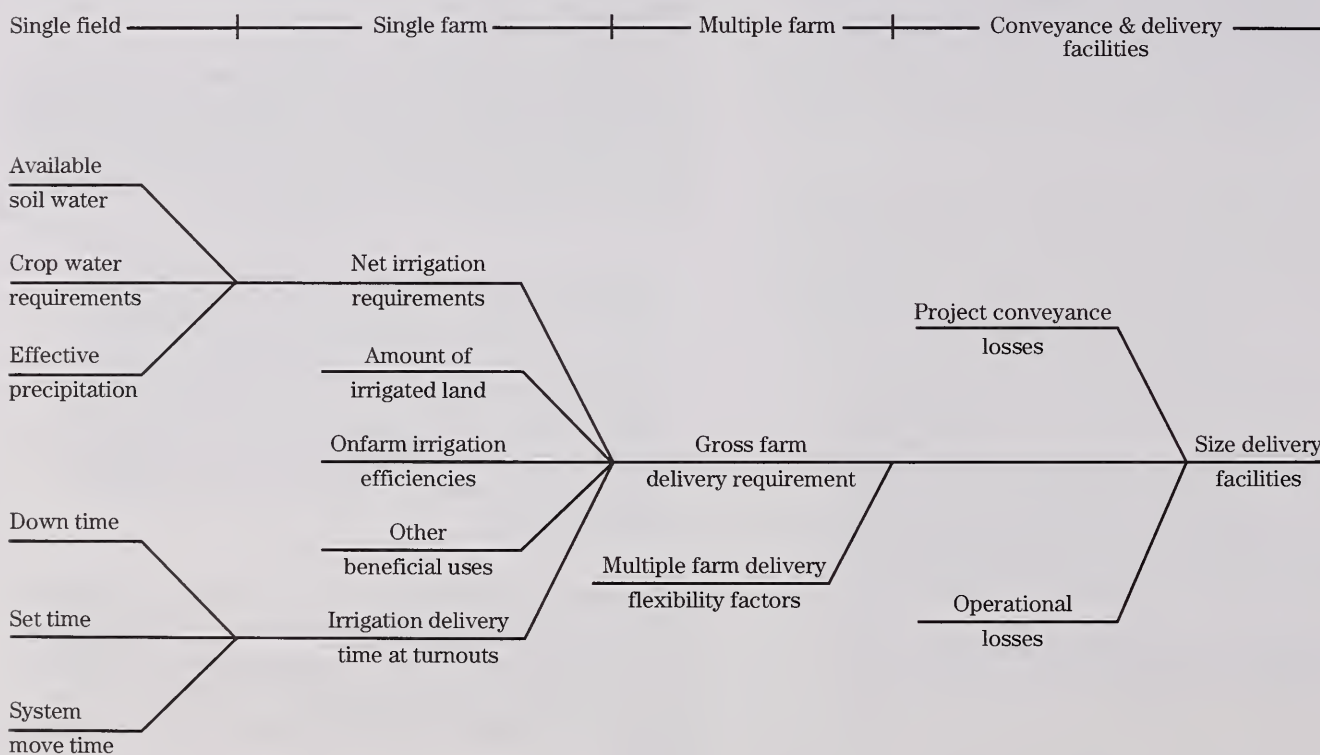 Single field
Single farm
Multiple farm
Conveyance & delivery
facilities
Available
soil water
Crop water
requirements
Effective
precipitation
Down time
Set time
System
move time
Net irrigation
requirements
Amount of
irrigated land
Onfarm irrigation
efficiencies
Other
beneficial uses
Irrigation delivery
time at turnouts
Gross farm
delivery requirement
Multiple farm delivery
flexibility factors
Project conveyance
losses
Operational
losses
Size delivery
facilities